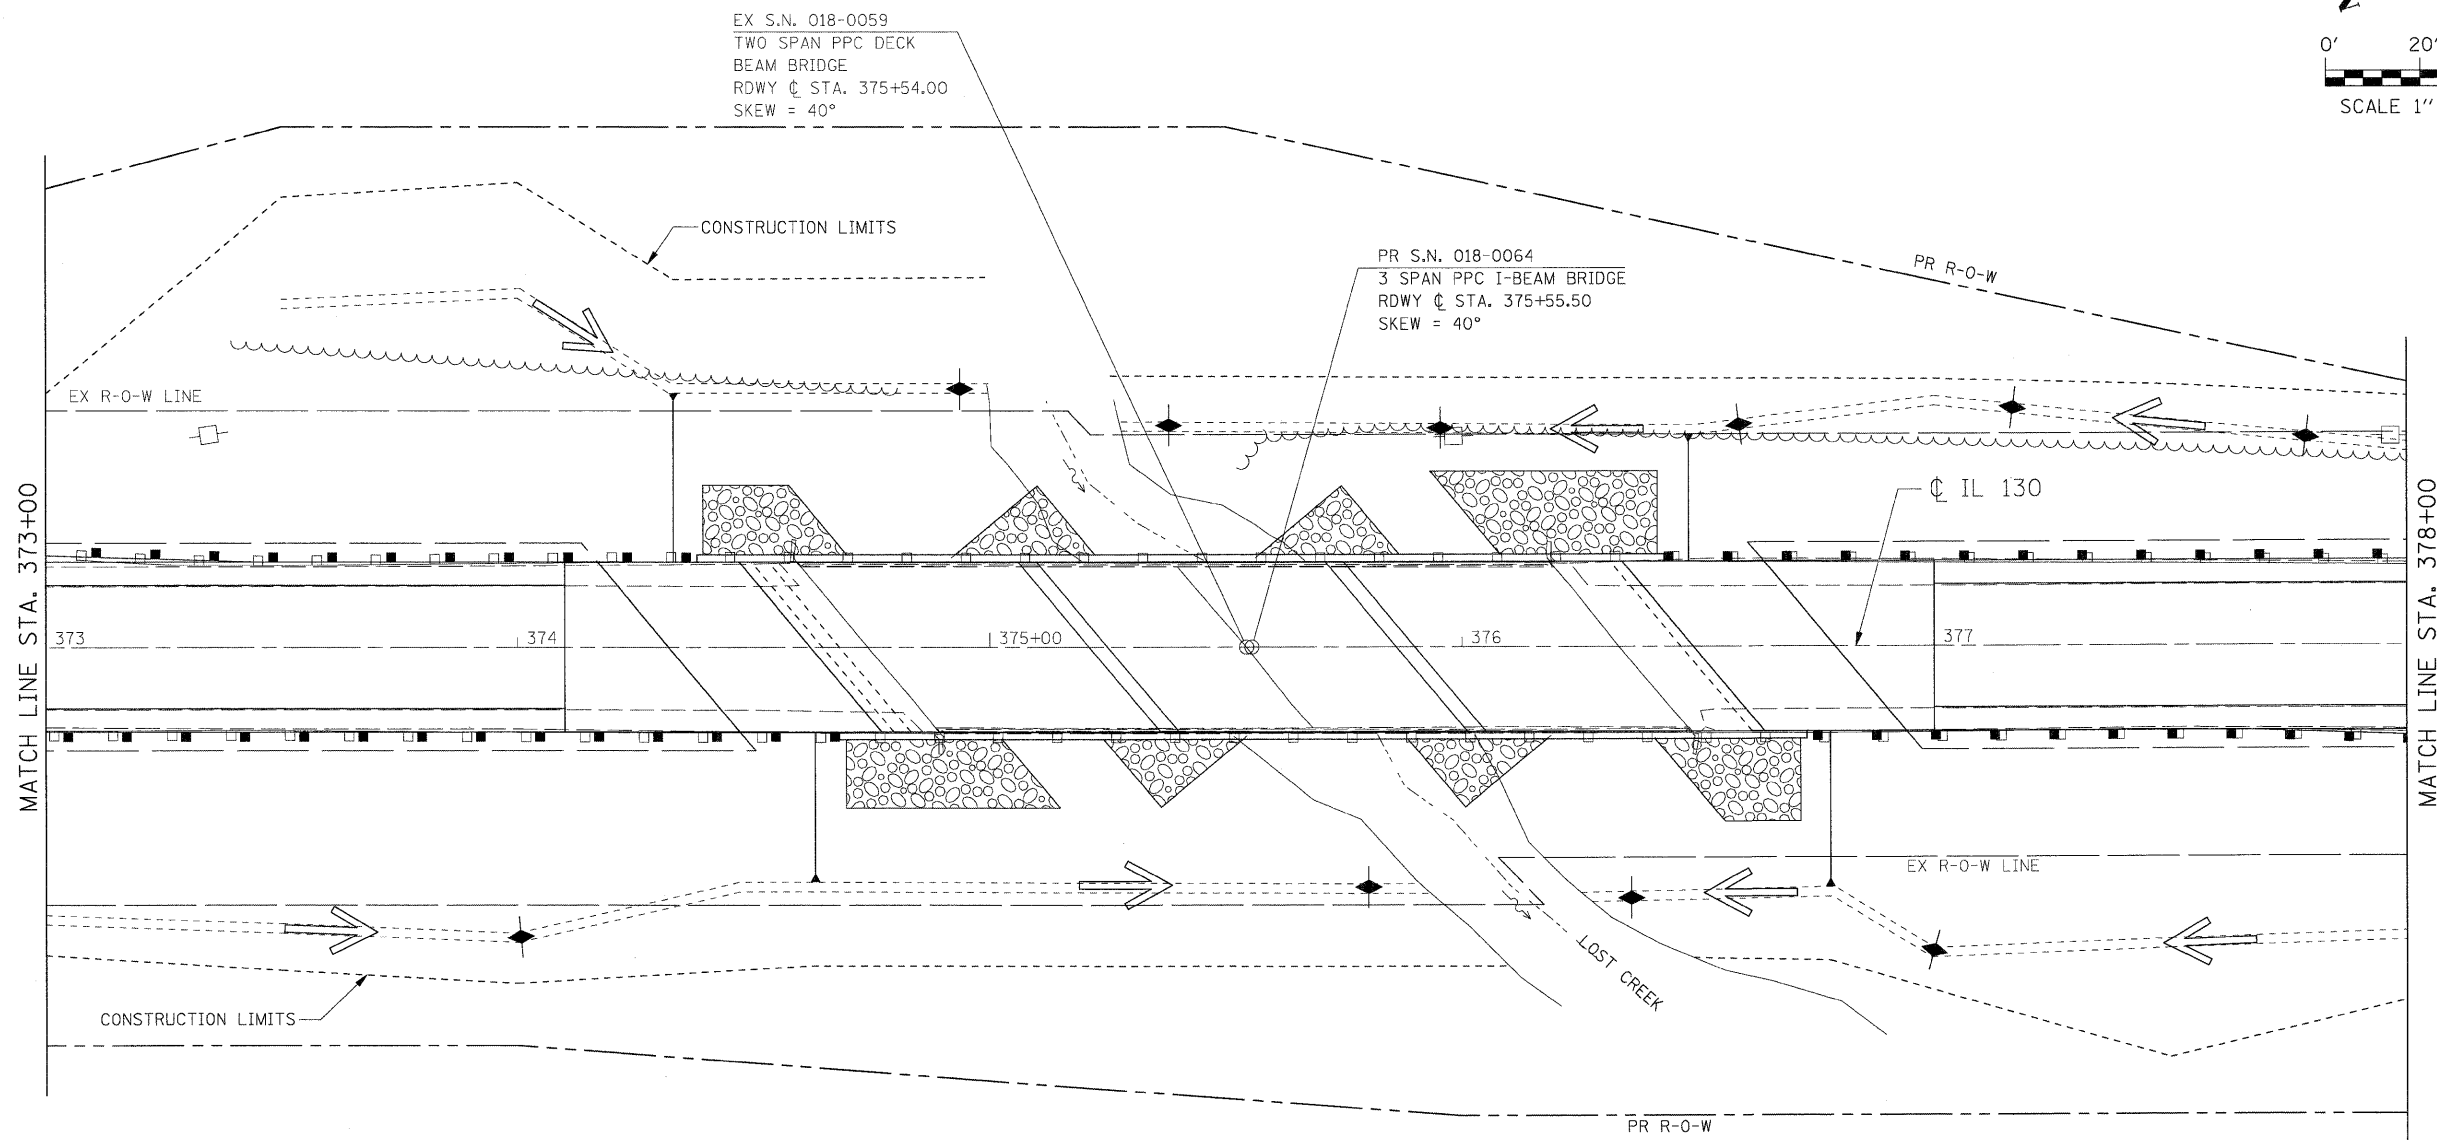 EX S.N. 018-0059
TWO SPAN PPC DECK
BEAM BRIDGE
RDWY ℄ STA. 375+54.00
SKEW = 40°
0' 20'
SCALE 1"
CONSTRUCTION LIMITS
PR S.N. 018-0064
3 SPAN PPC I-BEAM BRIDGE
RDWY ℄ STA. 375+55.50
SKEW = 40°
PR R-O-W
EX R-O-W LINE
℄ IL 130
MATCH LINE STA. 373+00
MATCH LINE STA. 378+00
373 374 375+00 376 377
EX R-O-W LINE
LOST CREEK
CONSTRUCTION LIMITS
PR R-O-W